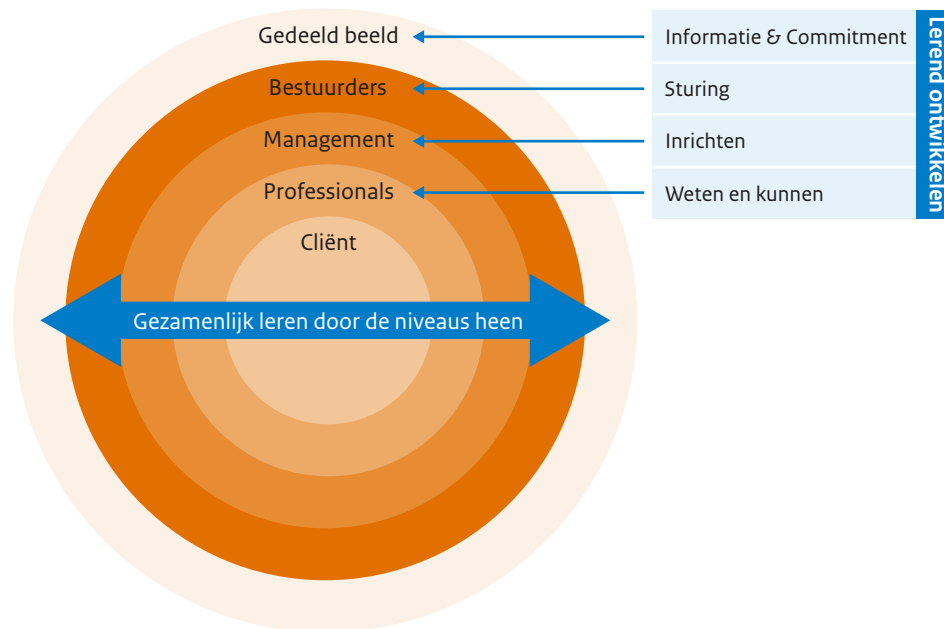 Gedeeld beeld
Informatie & Commitment
Bestuurders
Sturing
Management
Inrichten
Professionals
Weten en kunnen
Cliënt
Gezamenlijk leren door de niveaus heen
Lerend ontwikkelen